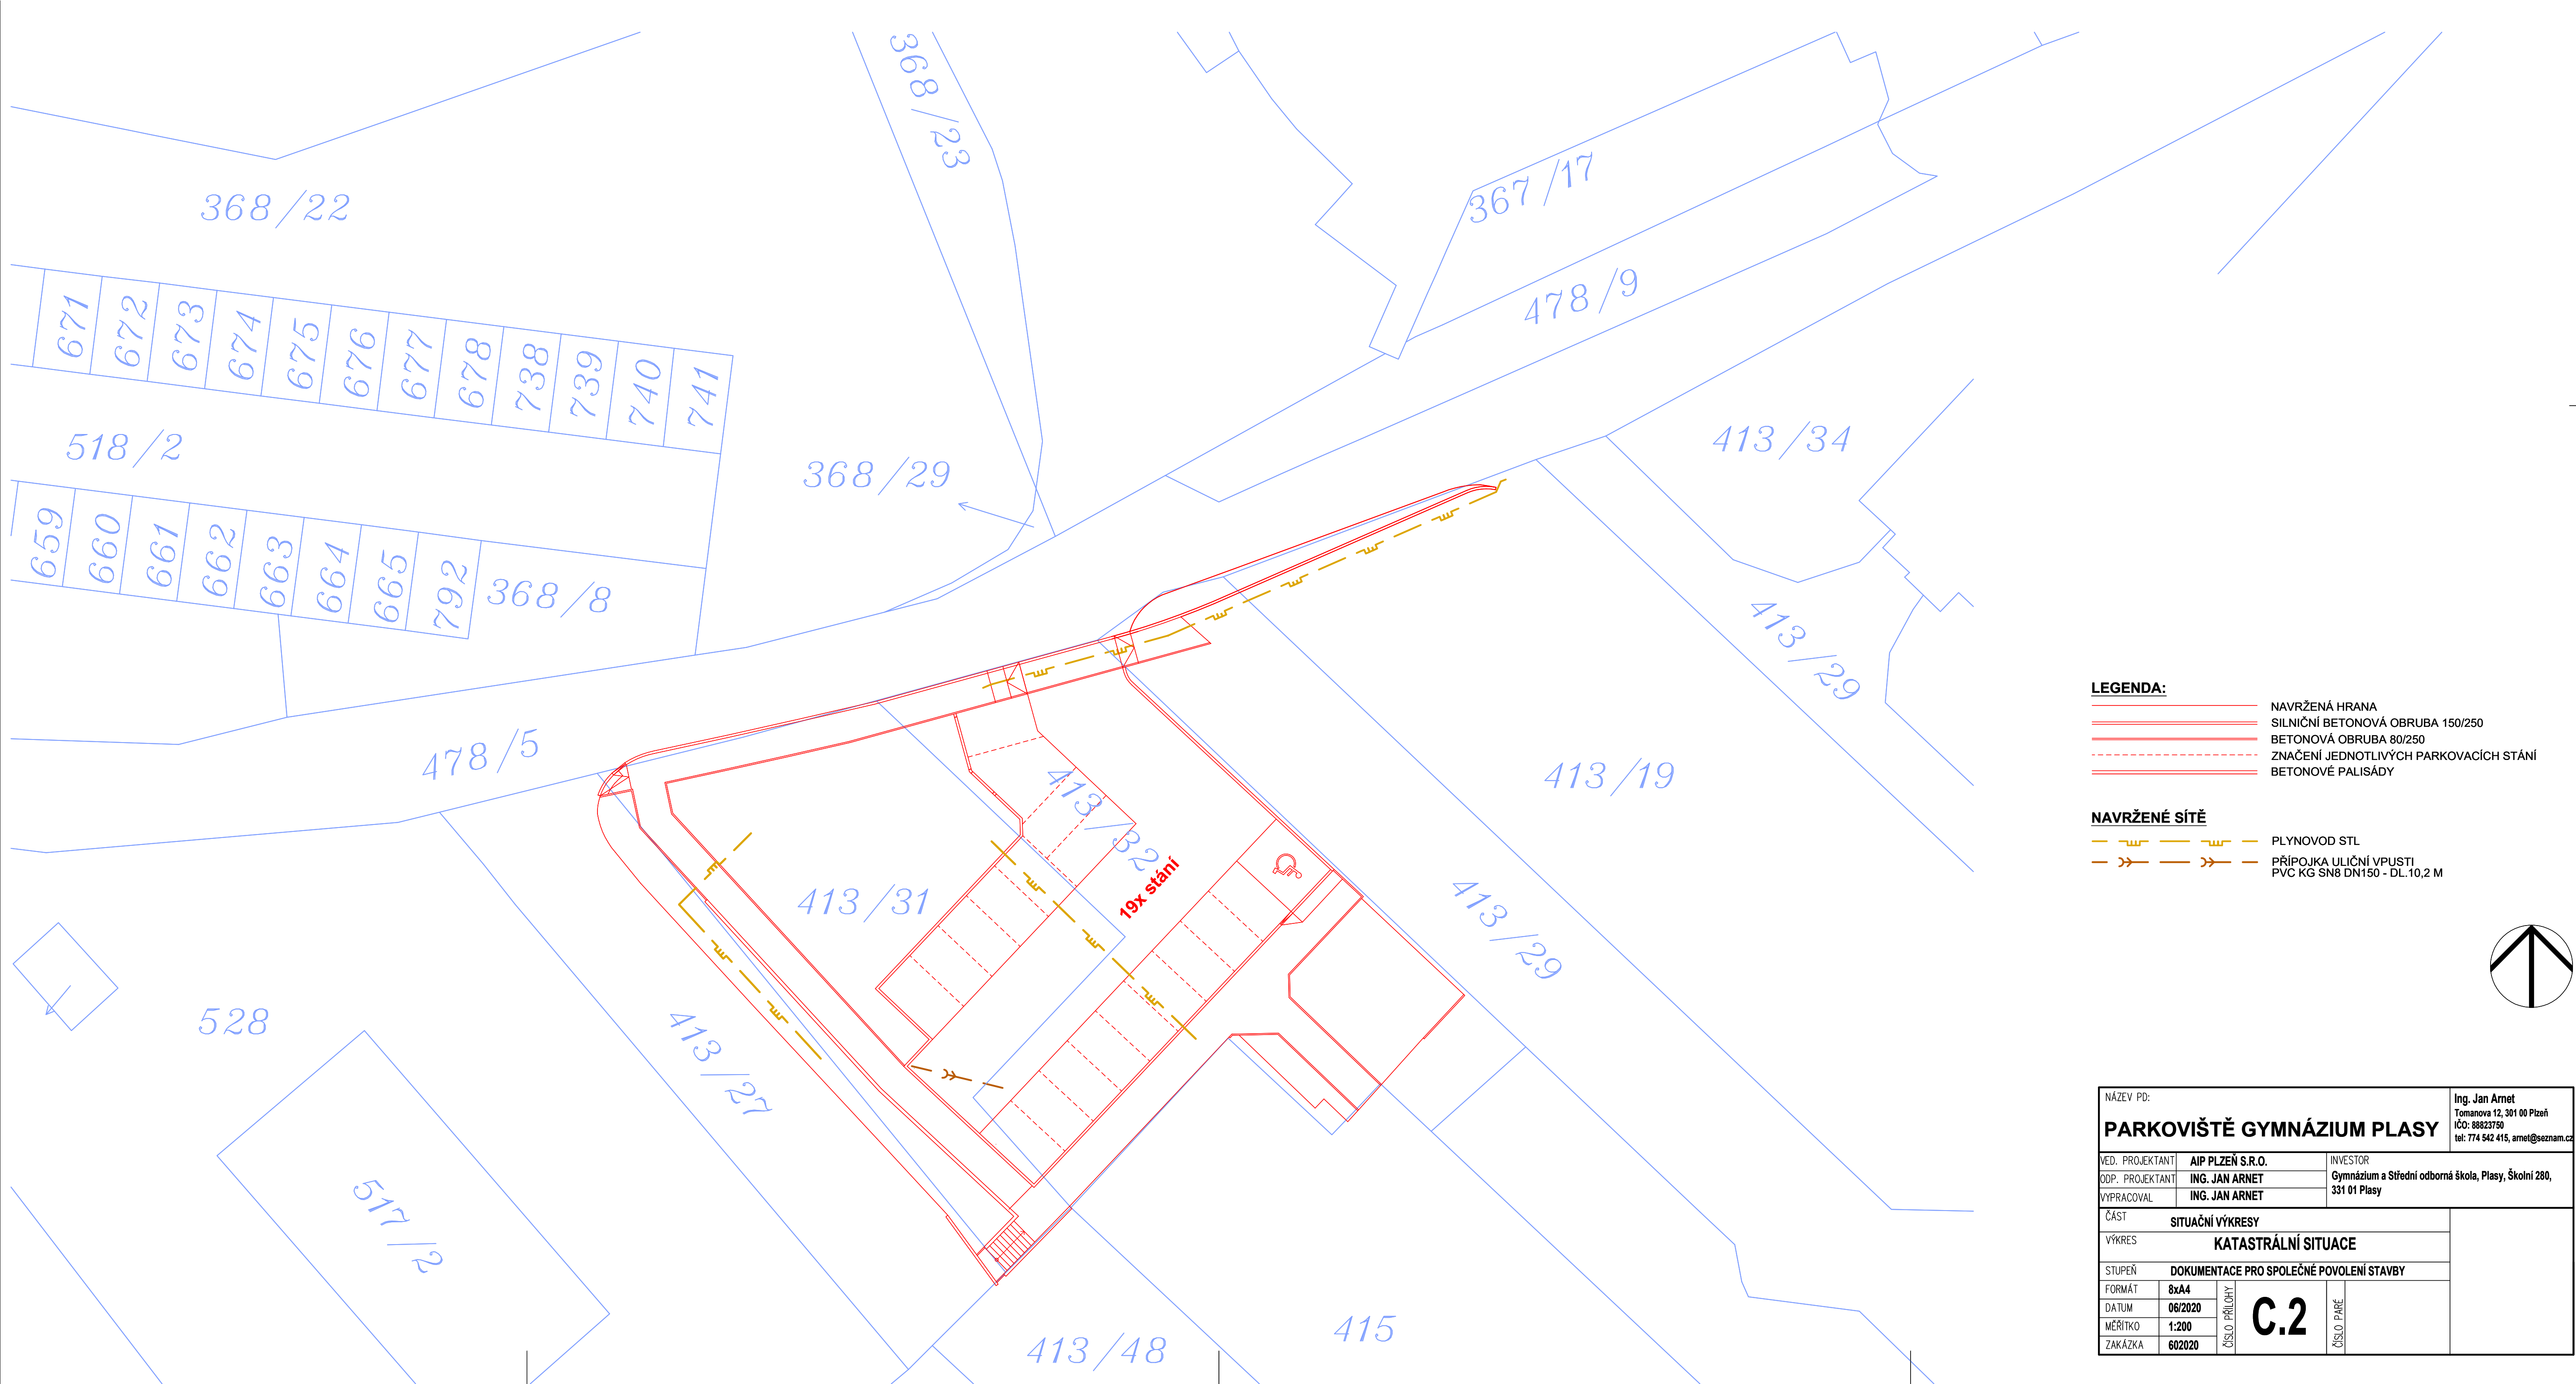 368/23
367/17
368/22
478/9
671
672
673
674
675
676
677
678
738
739
740
741
518/2
368/29
413/34
659
660
661
662
663
664
665
792
368/8
413/29
478/5
413/32
413/19
19x stání
413/31
413/29
528
413/27
517/2
415
413/48
LEGENDA:
NAVRŽENÁ HRANA
SILNIČNÍ BETONOVÁ OBRUBA 150/250
BETONOVÁ OBRUBA 80/250
ZNAČENÍ JEDNOTLIVÝCH PARKOVACÍCH STÁNÍ
BETONOVÉ PALISÁDY
NAVRŽENÉ SÍTĚ
PLYNOVOD STL
PŘÍPOJKA ULIČNÍ VPUSTI
PVC KG SN8 DN150 - DL.10,2 M
NÁZEV PD:
PARKOVIŠTĚ GYMNÁZIUM PLASY
Ing. Jan Arnet
Tomanova 12, 301 00 Plzeň
IČO: 88823750
tel: 774 542 415, arnet@seznam.cz
VED. PROJEKTANT AIP PLZEŇ S.R.O.
ODP. PROJEKTANT ING. JAN ARNET
VYPRACOVAL ING. JAN ARNET
INVESTOR
Gymnázium a Střední odborná škola, Plasy, Školní 280,
331 01 Plasy
ČÁST SITUAČNÍ VÝKRESY
VÝKRES KATASTRÁLNÍ SITUACE
STUPEŇ DOKUMENTACE PRO SPOLEČNÉ POVOLENÍ STAVBY
FORMÁT 8xA4
DATUM 06/2020
MĚŘÍTKO 1:200
ZAKÁZKA 602020
ČÍSLO PŘÍLOHY
C.2
ČÍSLO PARÉ